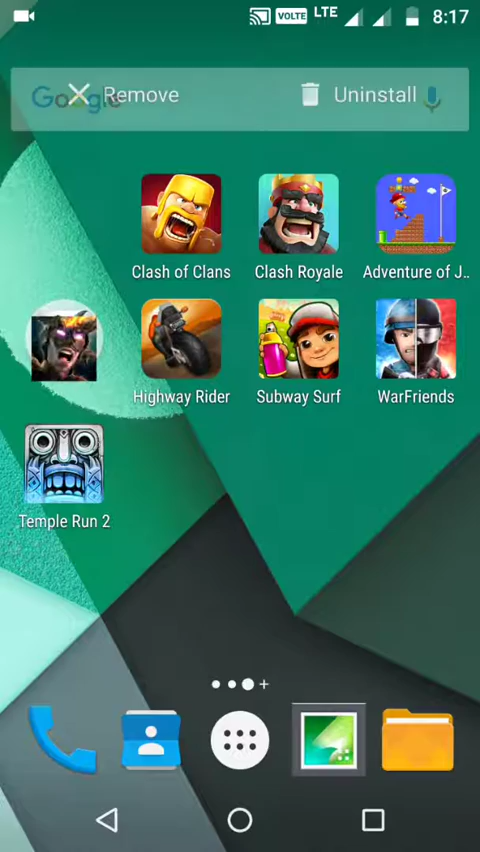 VOLTE LTE 8:17
Google Remove Uninstall
Clash of Clans Clash Royale Adventure of J..
Highway Rider Subway Surf WarFriends
Temple Run 2